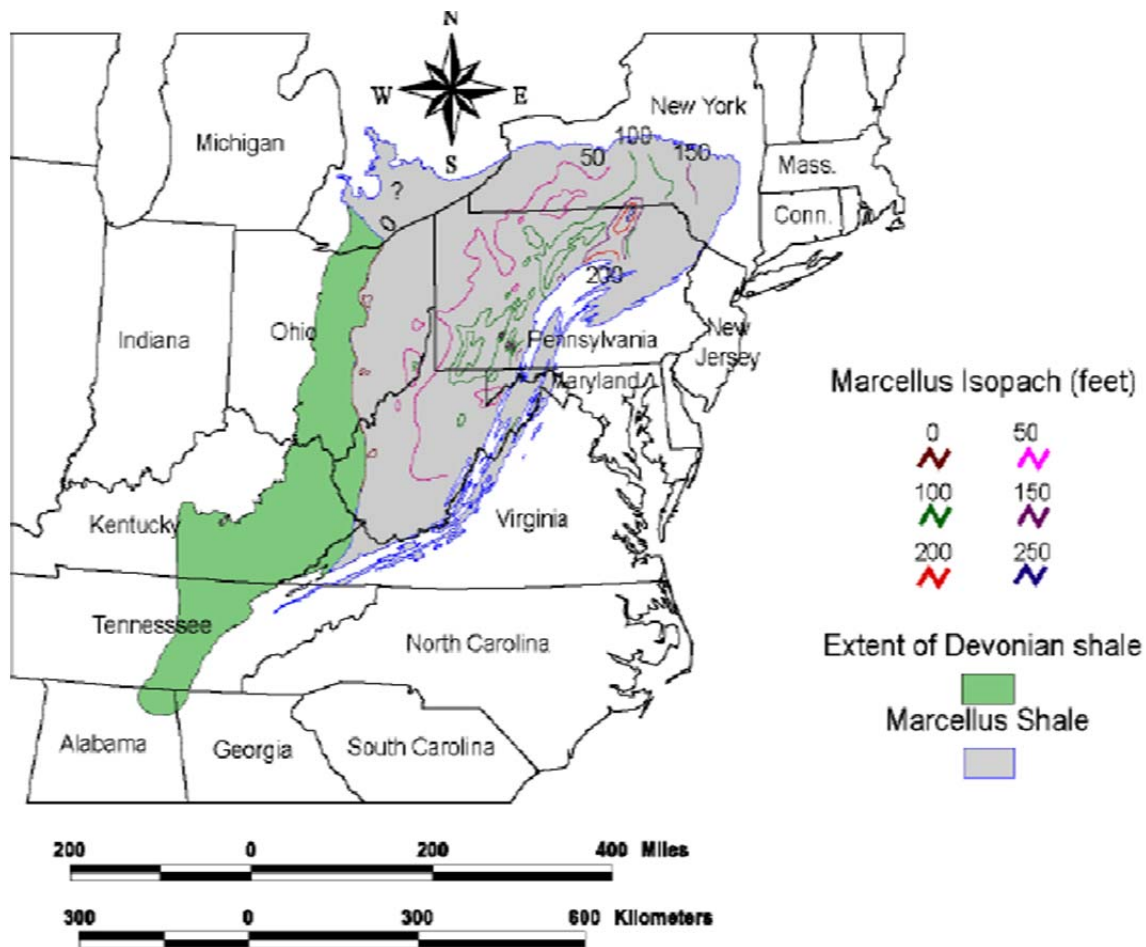 N
W E
S
Michigan
New York
100
50
150
Mass.
Conn.
?
0
200
Indiana
Ohio
Pennsylvania
New
Jersey
Maryland
Kentucky
Virginia
Tennesssee
North Carolina
Alabama
Georgia
South Carolina
Marcellus Isopach (feet)
0 50
100 150
200 250
Extent of Devonian shale
Marcellus Shale
200 0 200 400 Miles
300 0 300 600 Kilometers